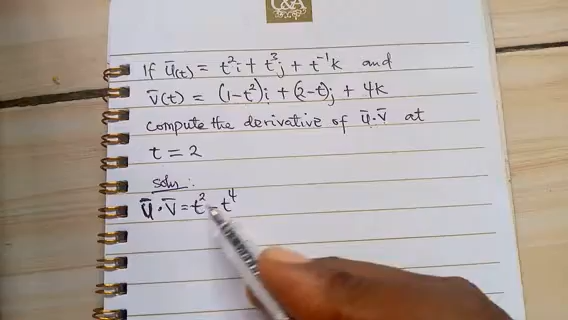 Q&A
If ū(t) = t²i + t³j + t⁻¹k and
v̄(t) = (1-t²)i + (2-t)j + 4k
compute the derivative of ū.v̄ at
t = 2
Soln:
ū.v̄ = t² - t⁴